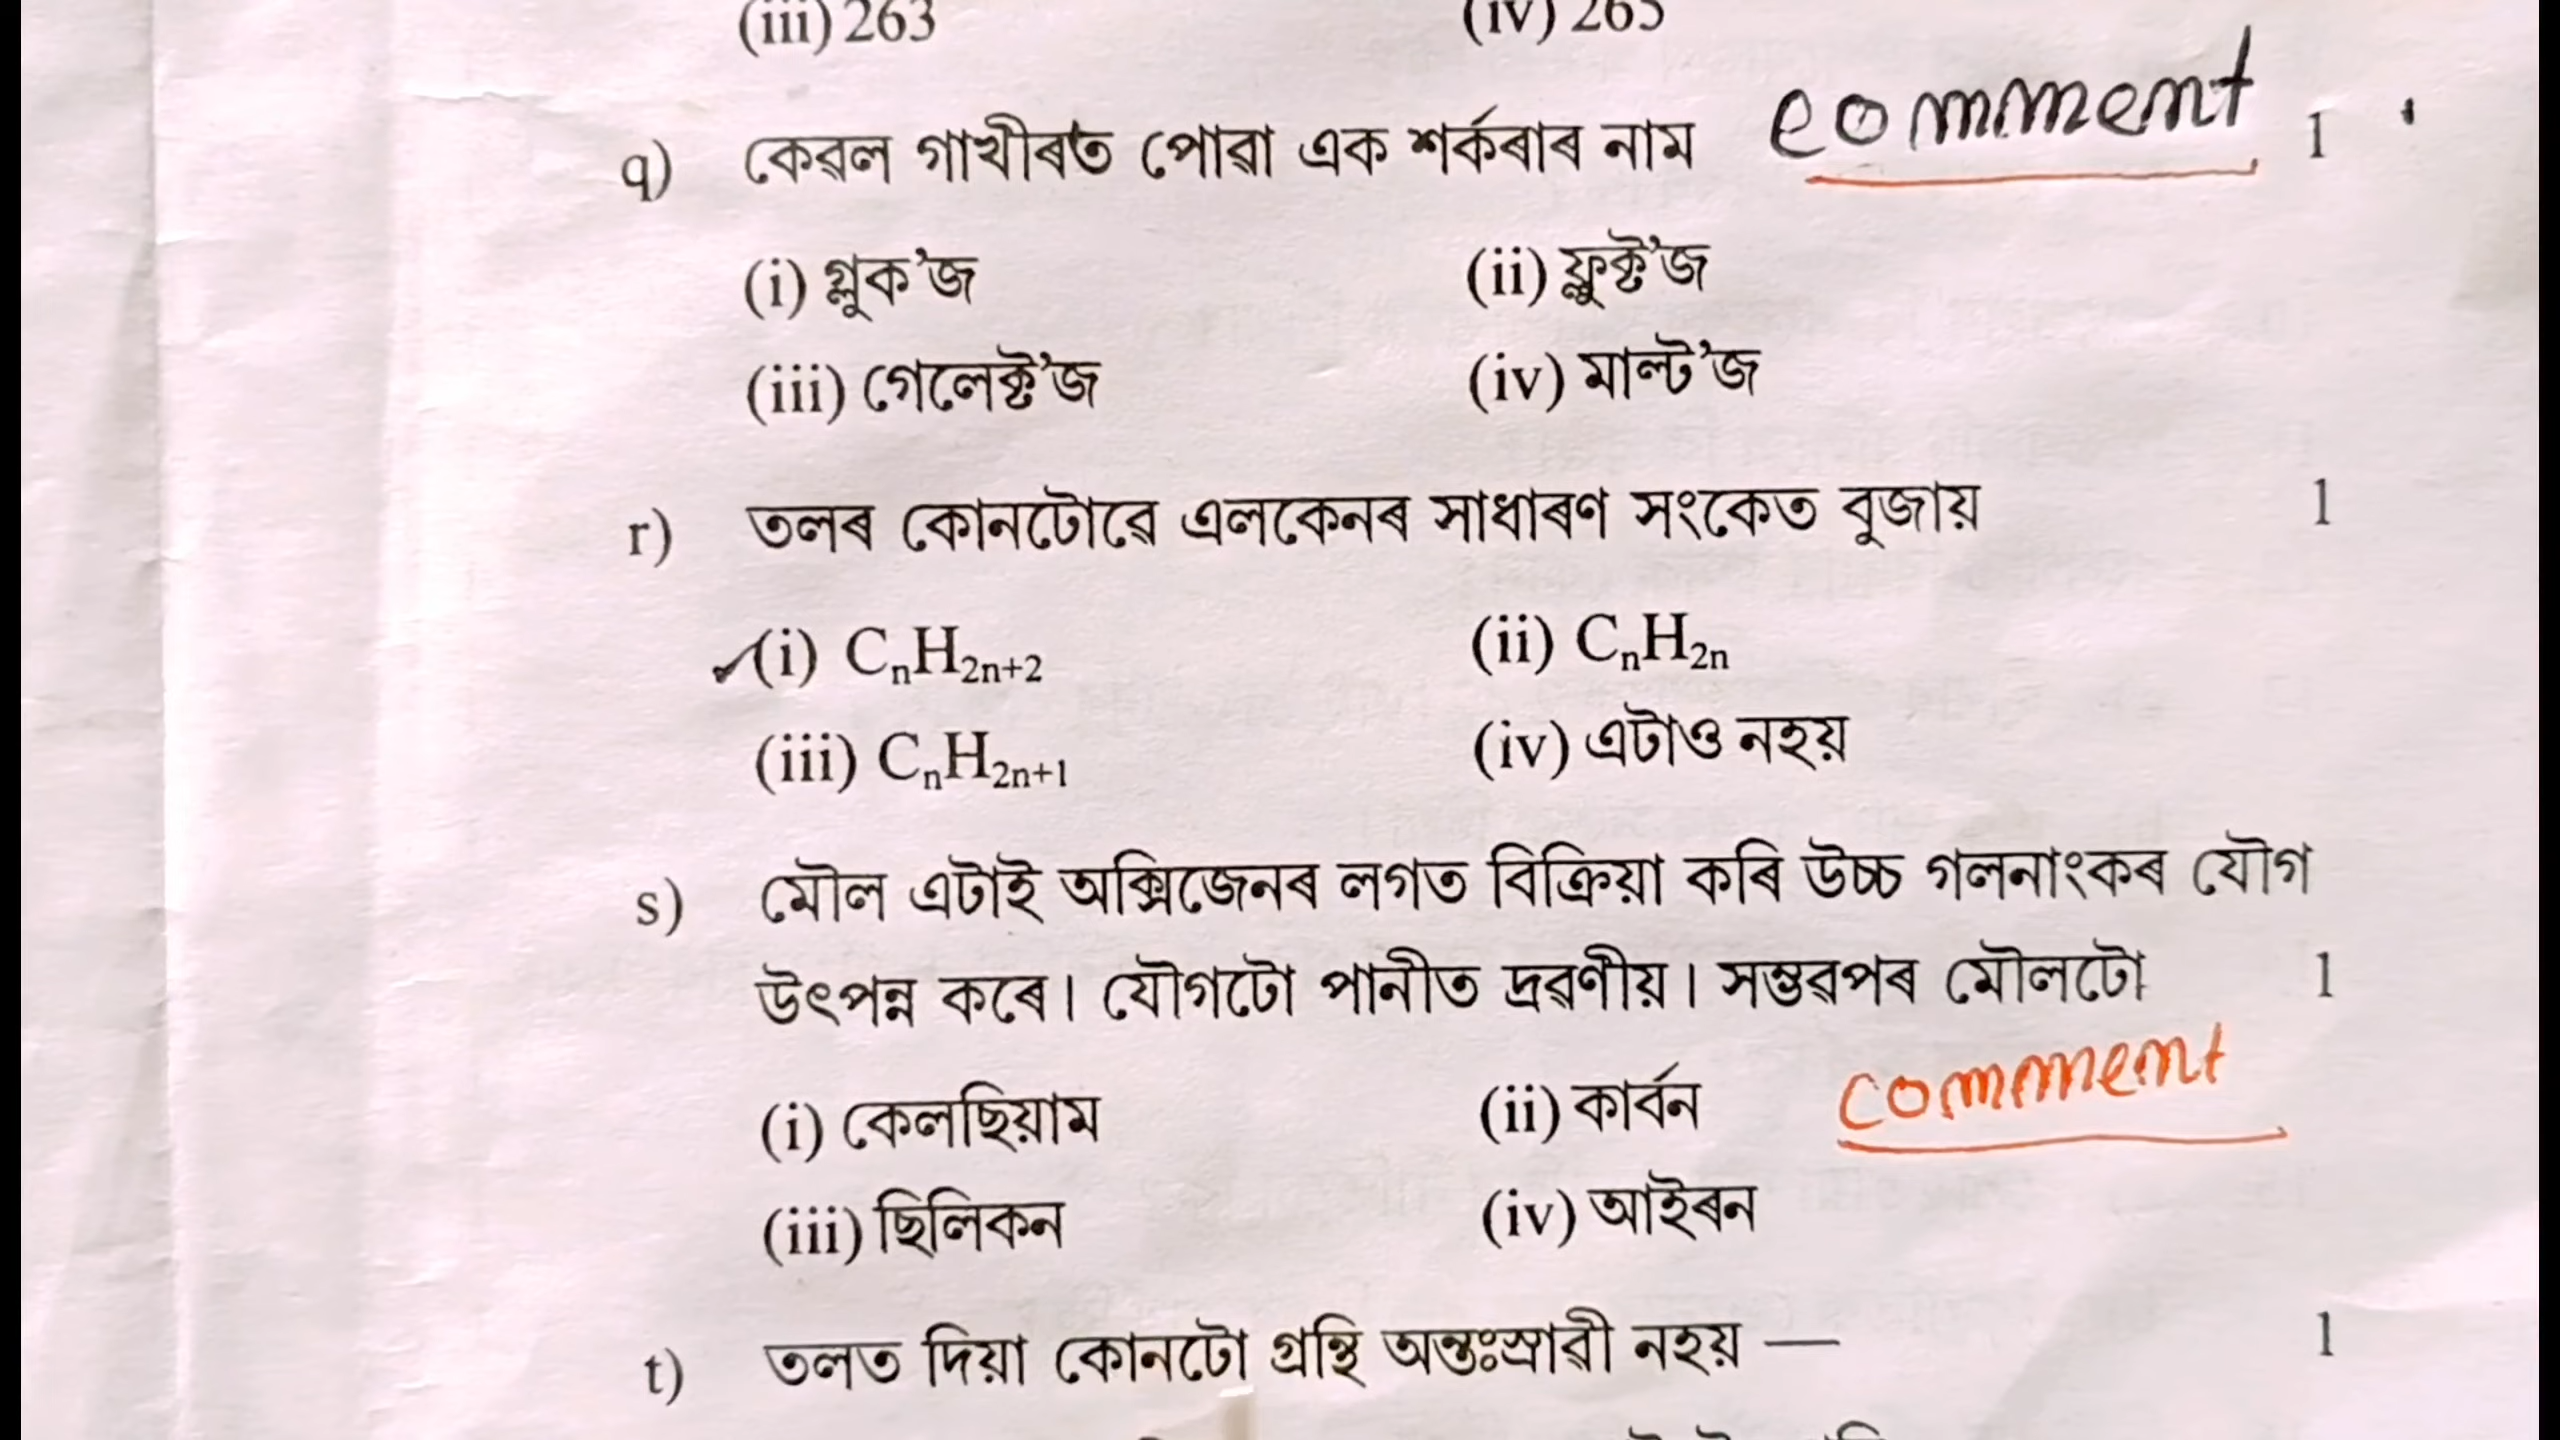 (iii) 263 (iv) 265
q) কেৱল গাখীৰত পোৱা এক শৰ্কৰাৰ নাম comment 1
(i) গ্লুক'জ (ii) ফ্লুক্ট'জ
(iii) গেলেক্ট'জ (iv) মাল্ট'জ
r) তলৰ কোনটোৱে এলকেনৰ সাধাৰণ সংকেত বুজায় 1
(i) CₙH₂ₙ₊₂ (ii) CₙH₂ₙ
(iii) CₙH₂ₙ₊₁ (iv) এটাও নহয়
s) মৌল এটাই অক্সিজেনৰ লগত বিক্ৰিয়া কৰি উচ্চ গলনাংকৰ যৌগ
উৎপন্ন কৰে। যৌগটো পানীত দ্ৰৱণীয়। সম্ভৱপৰ মৌলটো 1
comment
(i) কেলছিয়াম (ii) কাৰ্বন
(iii) ছিলিকন (iv) আইৰন
t) তলত দিয়া কোনটো গ্ৰন্থি অন্তঃস্ৰাৱী নহয় — 1